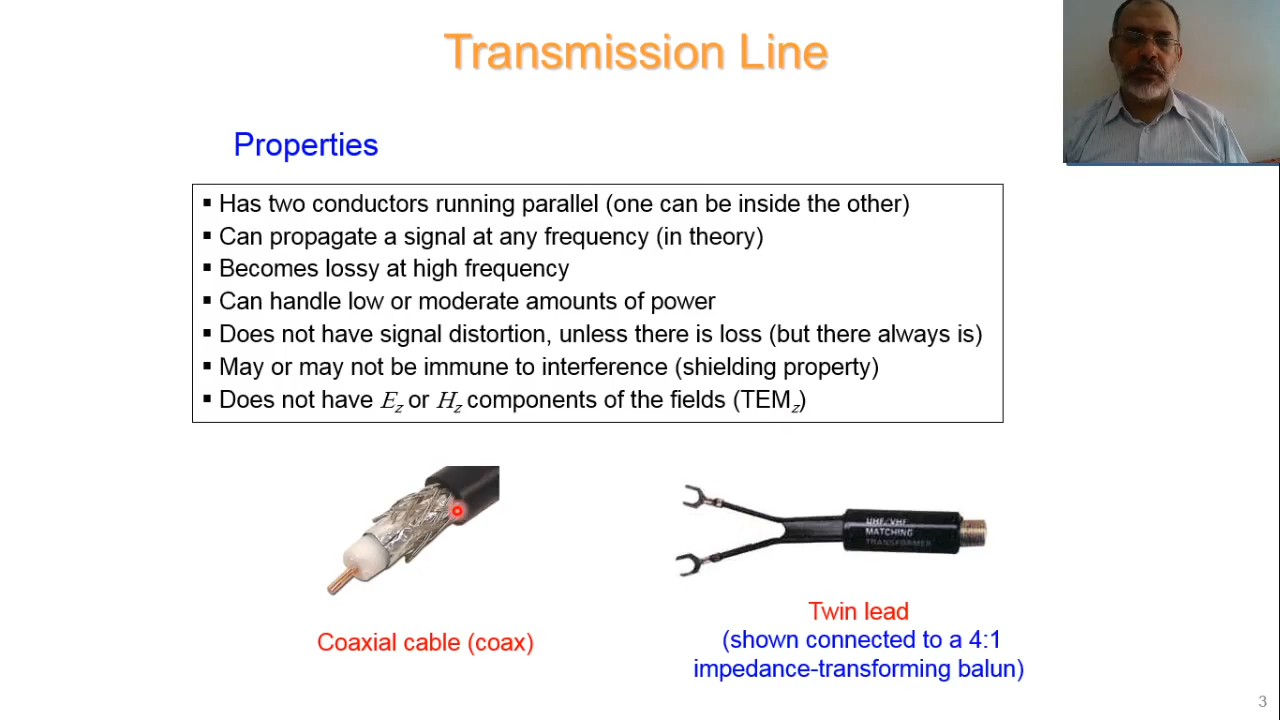 Transmission Line
Properties
▪ Has two conductors running parallel (one can be inside the other)
▪ Can propagate a signal at any frequency (in theory)
▪ Becomes lossy at high frequency
▪ Can handle low or moderate amounts of power
▪ Does not have signal distortion, unless there is loss (but there always is)
▪ May or may not be immune to interference (shielding property)
▪ Does not have E_z or H_z components of the fields (TEM_z)
UHF/VHF
MATCHING
TRANSFORMER
Coaxial cable (coax)
Twin lead
(shown connected to a 4:1
impedance-transforming balun)
3